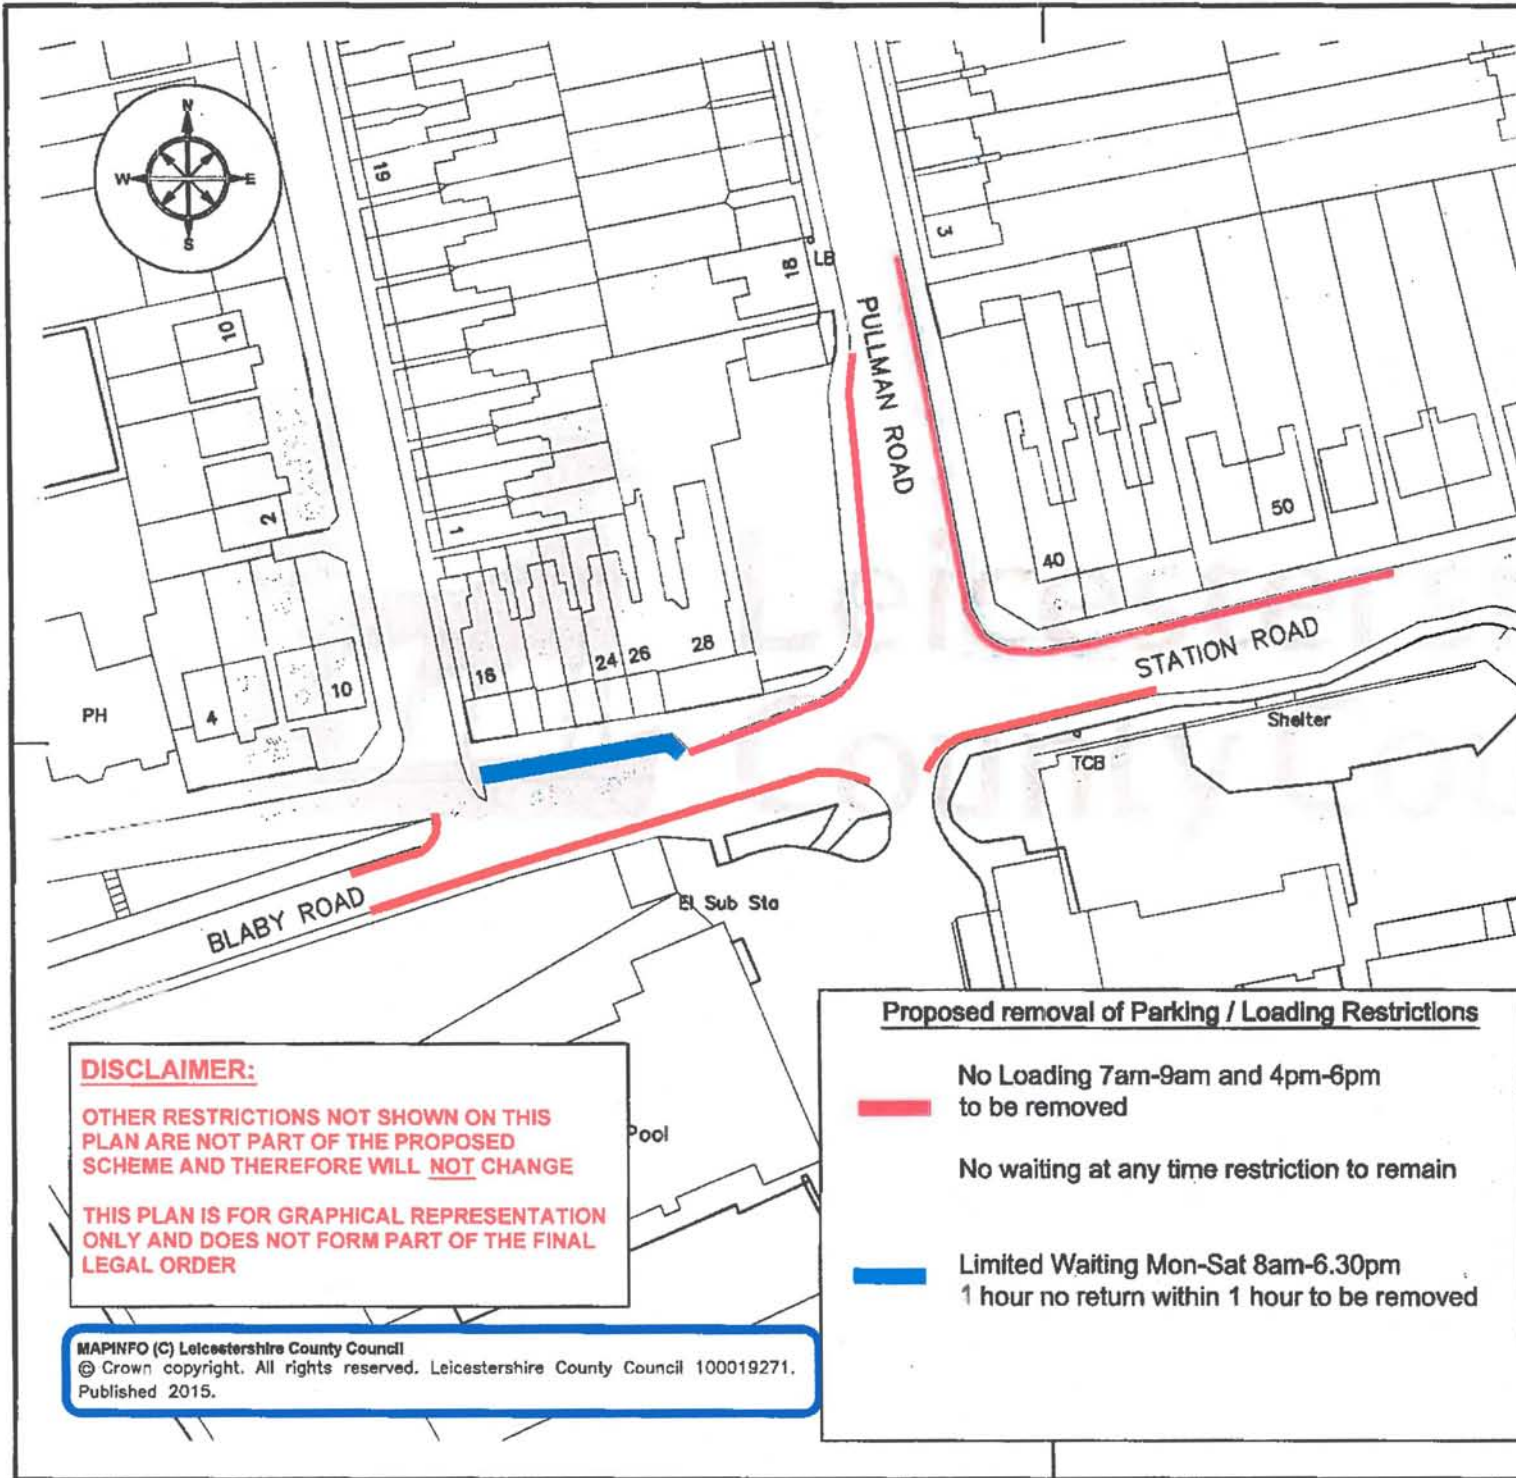 N
W E
S
19
3
18
LB
10
PULLMAN ROAD
2
1
50
40
16
24
26
28
STATION ROAD
10
4
PH
Shelter
TCB
BLABY ROAD
El Sub Sta
Pool
Proposed removal of Parking / Loading Restrictions
No Loading 7am-9am and 4pm-6pm
to be removed
No waiting at any time restriction to remain
Limited Waiting Mon-Sat 8am-6.30pm
1 hour no return within 1 hour to be removed
DISCLAIMER:
OTHER RESTRICTIONS NOT SHOWN ON THIS
PLAN ARE NOT PART OF THE PROPOSED
SCHEME AND THEREFORE WILL NOT CHANGE
THIS PLAN IS FOR GRAPHICAL REPRESENTATION
ONLY AND DOES NOT FORM PART OF THE FINAL
LEGAL ORDER
MAPINFO (C) Leicestershire County Council
© Crown copyright. All rights reserved. Leicestershire County Council 100019271.
Published 2015.